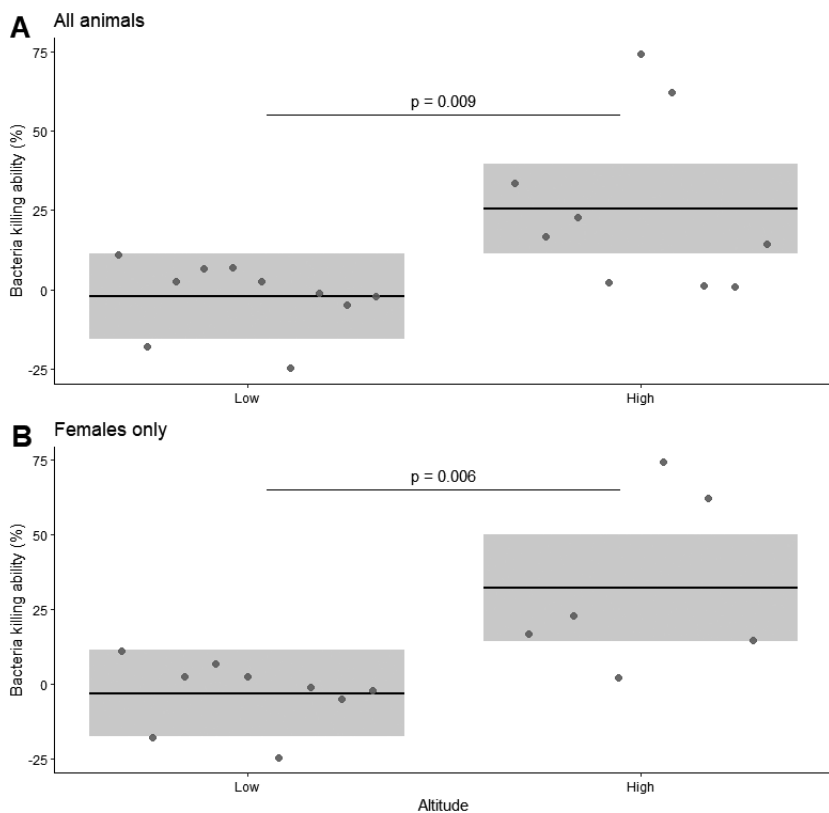 A All animals
Bacteria killing ability (%)
75
50
25
0
-25
p = 0.009
Low
High
B Females only
Bacteria killing ability (%)
75
50
25
0
-25
p = 0.006
Low
High
Altitude